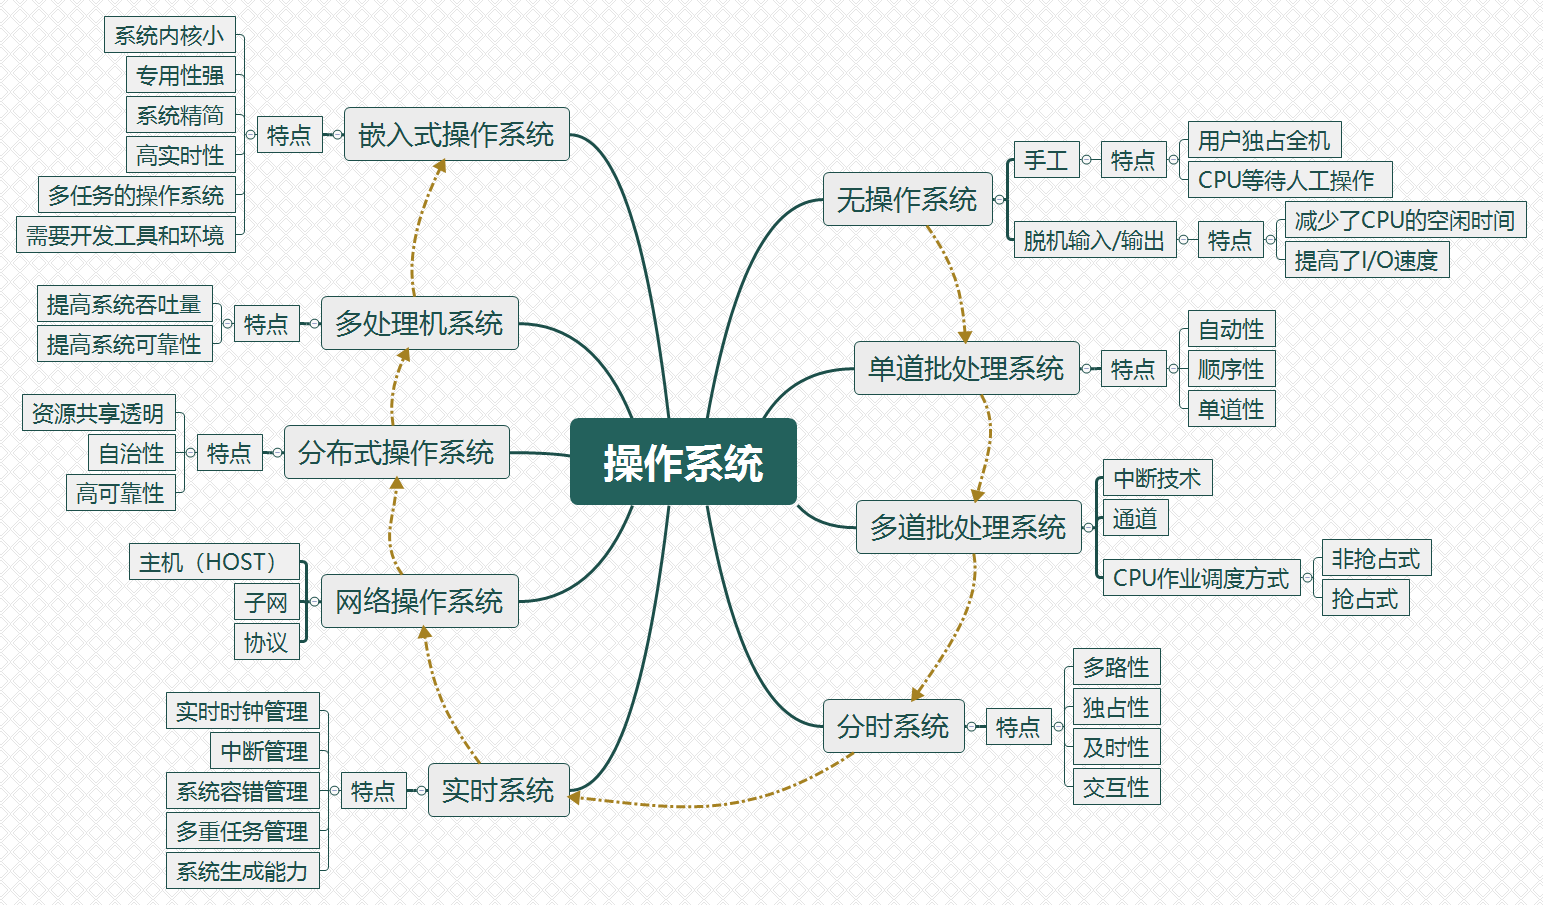 操作系统
无操作系统
手工
特点
用户独占全机
CPU等待人工操作
脱机输入/输出
特点
减少了CPU的空闲时间
提高了I/O速度
单道批处理系统
特点
自动性
顺序性
单道性
多道批处理系统
中断技术
通道
CPU作业调度方式
非抢占式
抢占式
分时系统
特点
多路性
独占性
及时性
交互性
实时系统
特点
实时时钟管理
中断管理
系统容错管理
多重任务管理
系统生成能力
网络操作系统
主机（HOST）
子网
协议
分布式操作系统
特点
资源共享透明
自治性
高可靠性
多处理机系统
特点
提高系统吞吐量
提高系统可靠性
嵌入式操作系统
特点
系统内核小
专用性强
系统精简
高实时性
多任务的操作系统
需要开发工具和环境